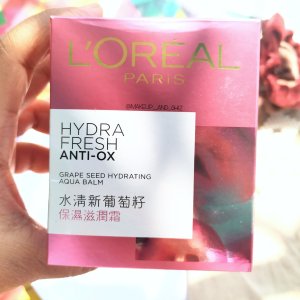 L'ORÉAL
PARIS
@MAKEUP_AND_AHIZ
HYDRA
FRESH
ANTI-OX
GRAPE SEED HYDRATING
AQUA BALM
水清新葡萄籽
保濕滋潤霜